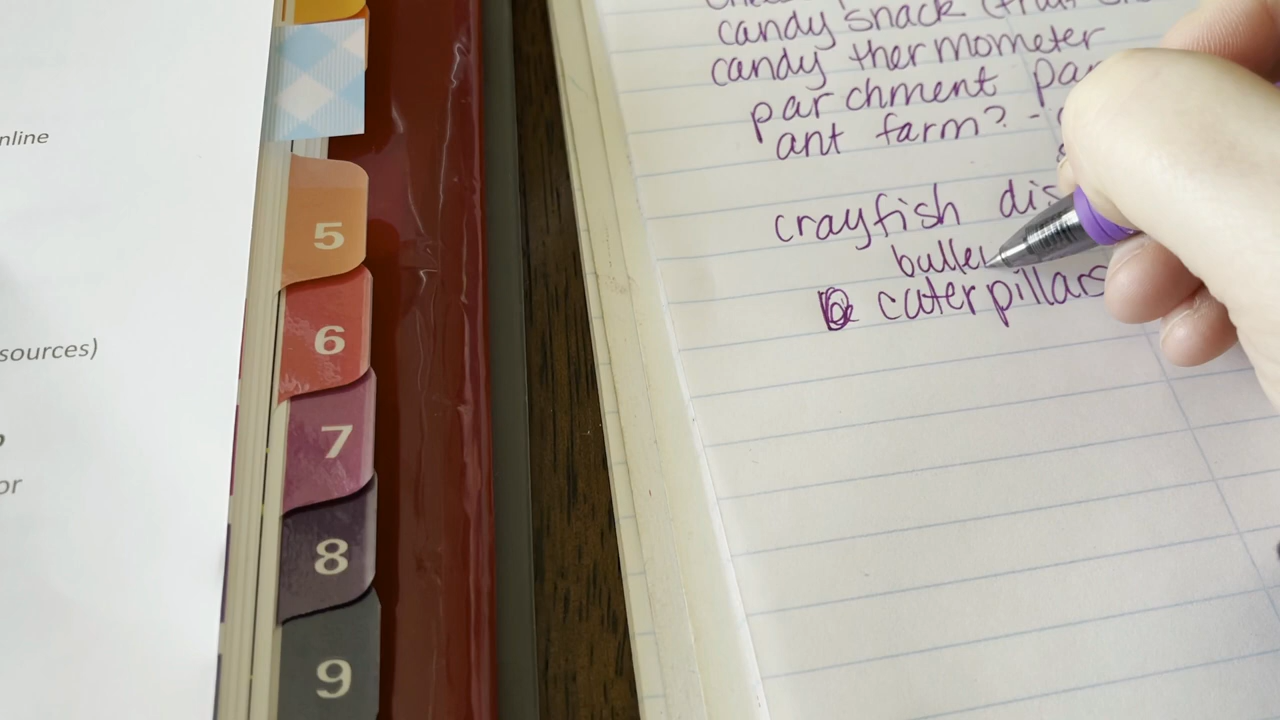 nline
sources)
or
5
6
7
8
9
candy snack
candy thermometer
parchment
ant farm? -
crayfish
caterpillars